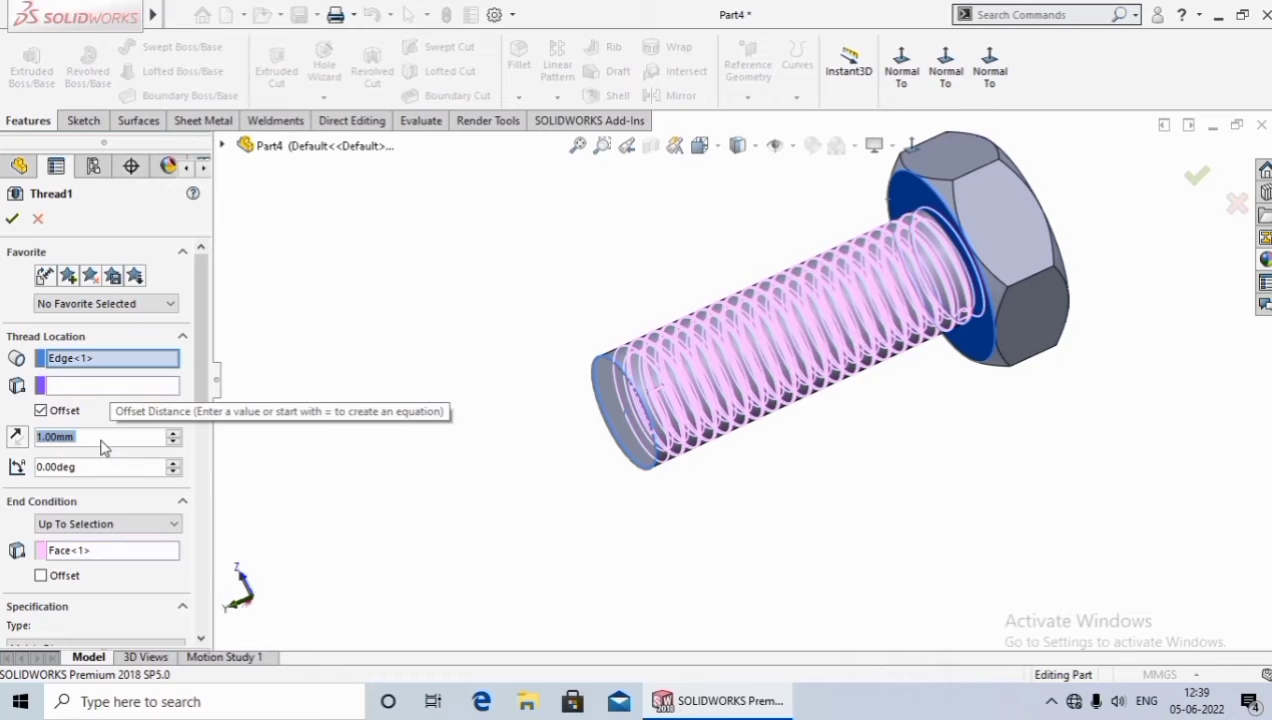 SOLIDWORKS
Part4 *
Search Commands
Extruded Boss/Base
Revolved Boss/Base
Swept Boss/Base
Lofted Boss/Base
Boundary Boss/Base
Extruded Cut
Hole Wizard
Revolved Cut
Swept Cut
Lofted Cut
Boundary Cut
Fillet
Linear Pattern
Rib
Draft
Shell
Wrap
Intersect
Mirror
Reference Geometry
Curves
Instant3D
Normal To
Normal To
Normal To
Features Sketch Surfaces Sheet Metal Weldments Direct Editing Evaluate Render Tools SOLIDWORKS Add-Ins
Part4 (Default<<Default>...
Thread1
Favorite
No Favorite Selected
Thread Location
Edge<1>
Offset
Offset Distance (Enter a value or start with = to create an equation)
1.00mm
0.00deg
End Condition
Up To Selection
Face<1>
Offset
Specification
Type:
Z
Y
Activate Windows
Go to Settings to activate Windows.
Model 3D Views Motion Study 1
SOLIDWORKS Premium 2018 SP5.0
Editing Part
MMGS
Type here to search
SOLIDWORKS Prem...
ENG
12:39
05-06-2022
4